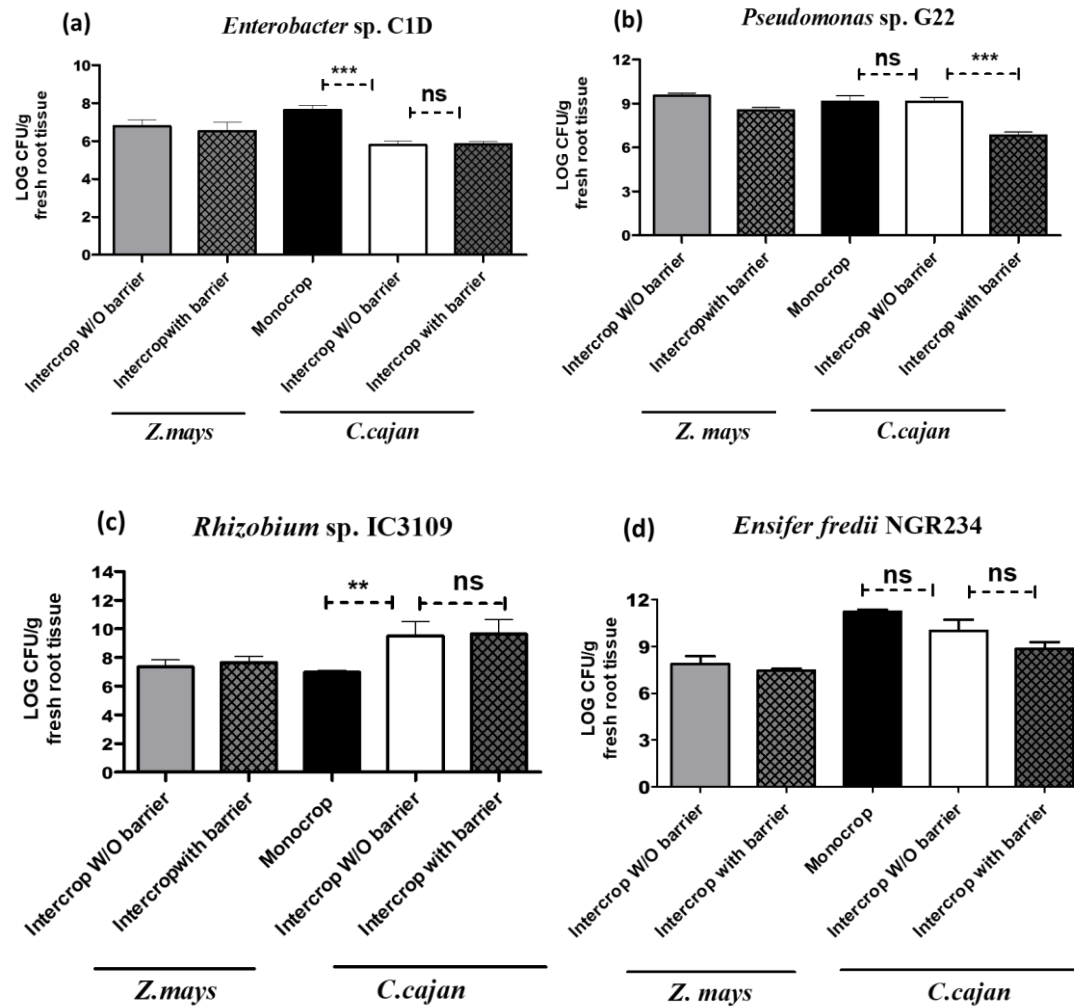 (a)
Enterobacter sp. C1D
LOG CFU/g
fresh root tissue
10
8
6
4
2
0
***
ns
Intercrop W/O barrier
Intercropwith barrier
Monocrop
Intercrop W/O barrier
Intercrop with barrier
Z.mays
C.cajan
(b)
Pseudomonas sp. G22
LOG CFU/g
fresh root tissue
12
9
6
3
0
ns
***
Intercrop W/O barrier
Intercropwith barrier
Monocrop
Intercrop W/O barrier
Intercrop with barrier
Z. mays
C.cajan
(c)
Rhizobium sp. IC3109
LOG CFU/g
fresh root tissue
14
12
10
8
6
4
2
0
**
ns
Intercrop W/O barrier
Intercropwith barrier
Monocrop
Intercrop W/O barrier
Intercrop with barrier
Z.mays
C.cajan
(d)
Ensifer fredii NGR234
LOG CFU/g
fresh root tissue
12
9
6
3
0
ns
ns
Intercrop W/O barrier
Intercrop with barrier
Monocrop
Intercrop W/O barrier
Intercrop with barrier
Z. mays
C.cajan